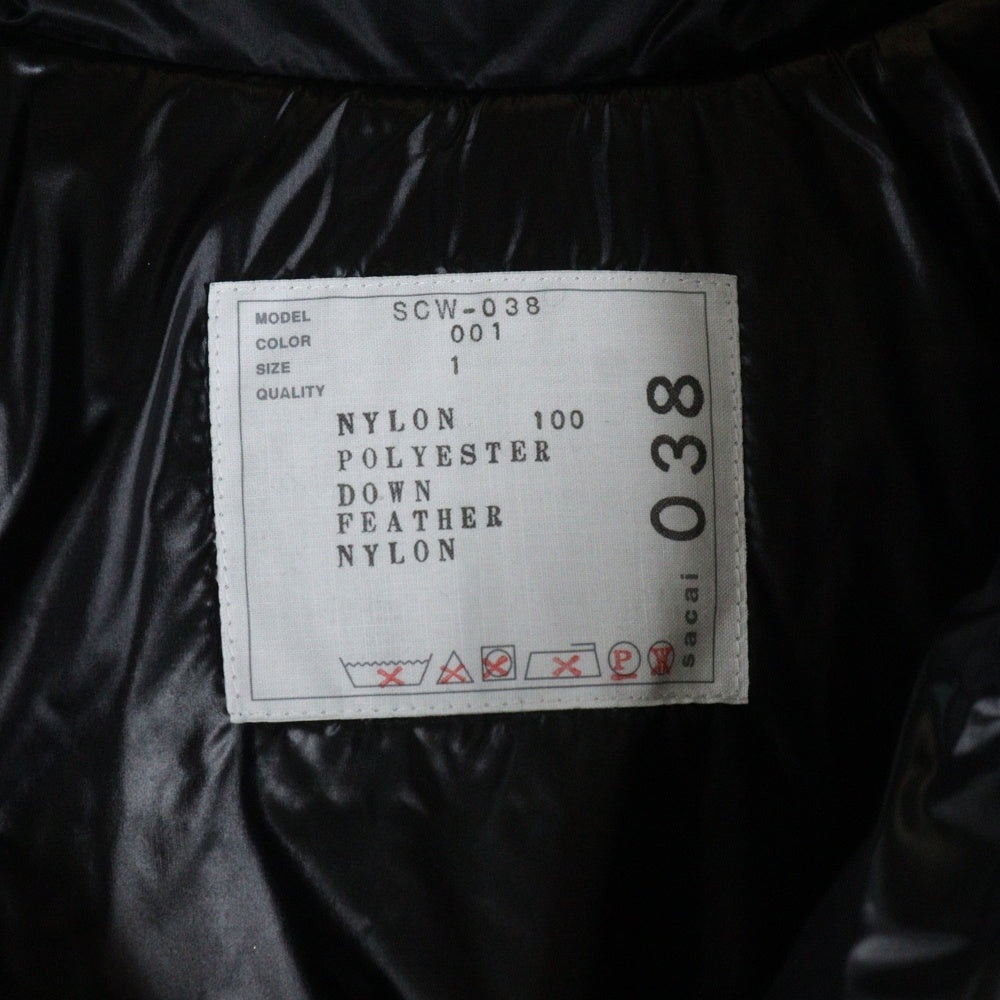 MODEL SCW-038
COLOR 001
SIZE 1
QUALITY
NYLON 100
POLYESTER
DOWN
FEATHER
NYLON
P
sacai 038